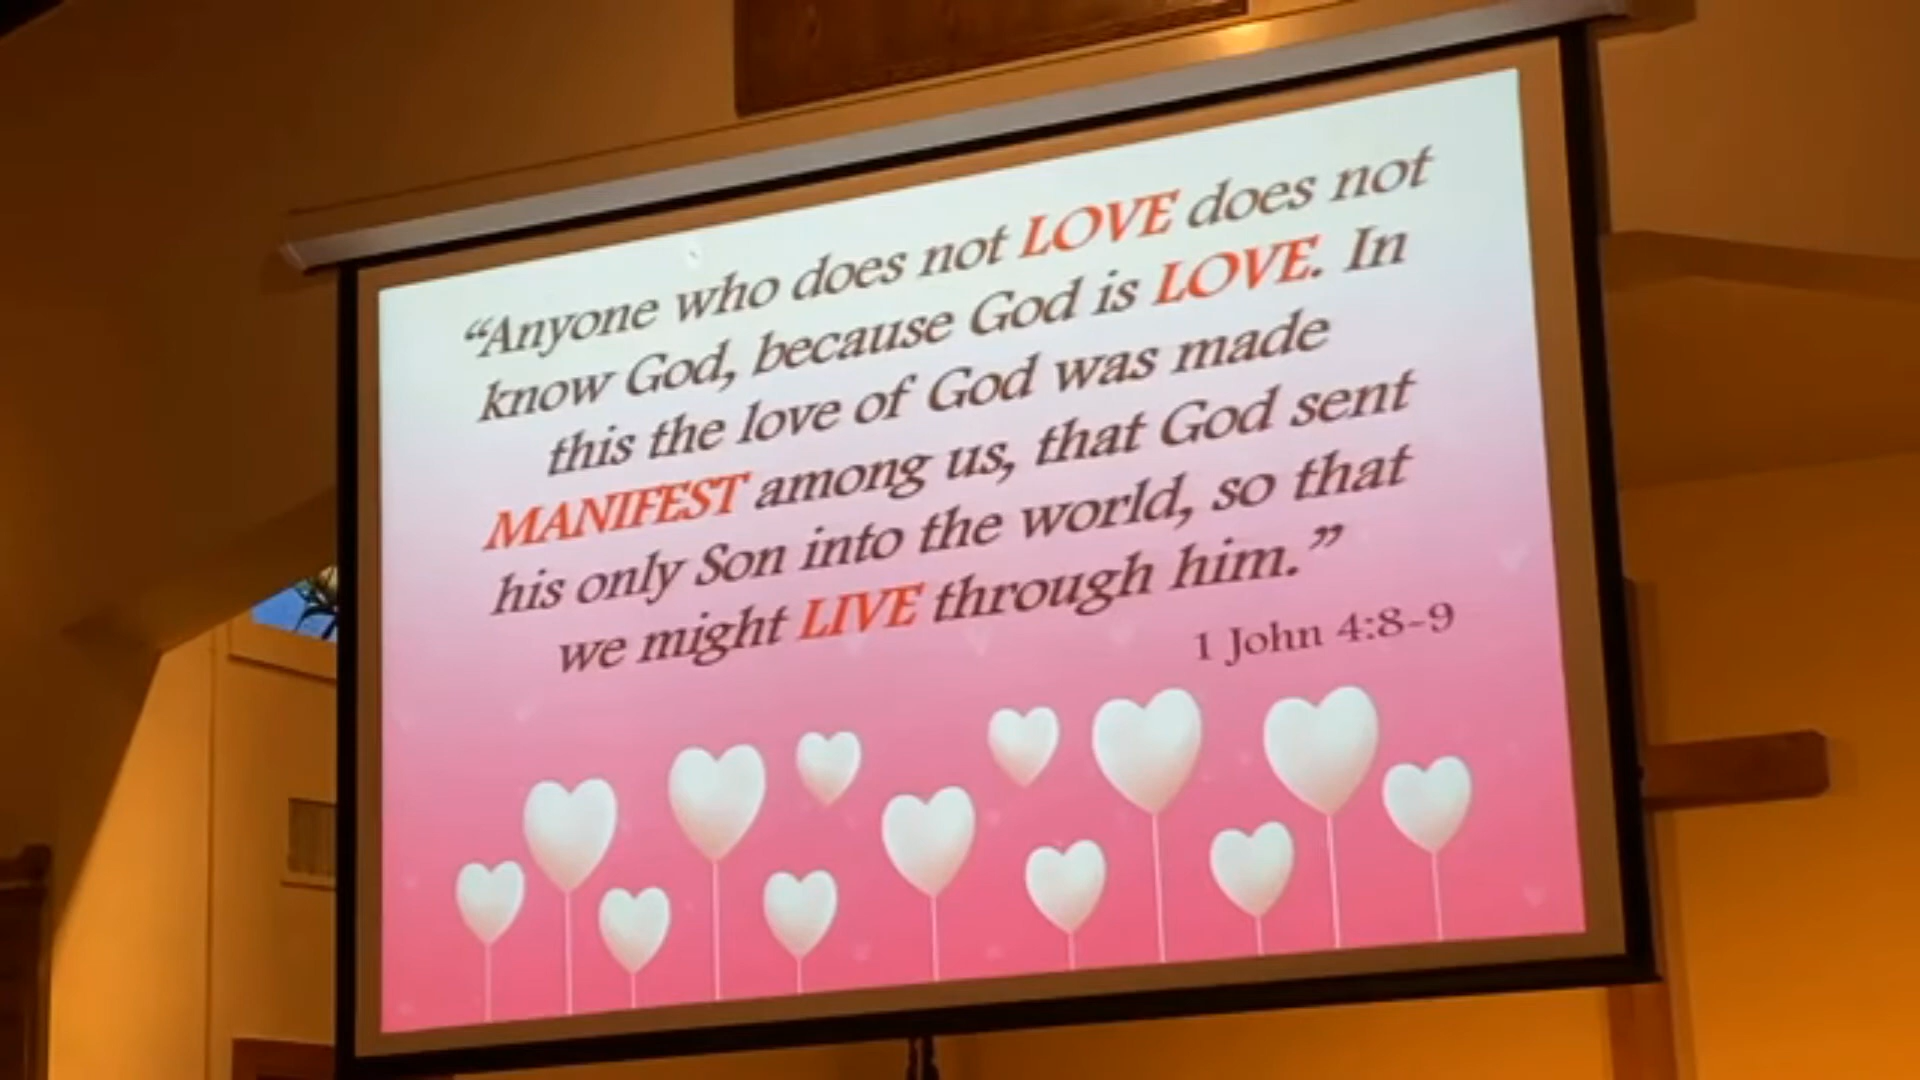 “Anyone who does not LOVE does not
know God, because God is LOVE. In
this the love of God was made
MANIFEST among us, that God sent
his only Son into the world, so that
we might LIVE through him.”
1 John 4:8-9